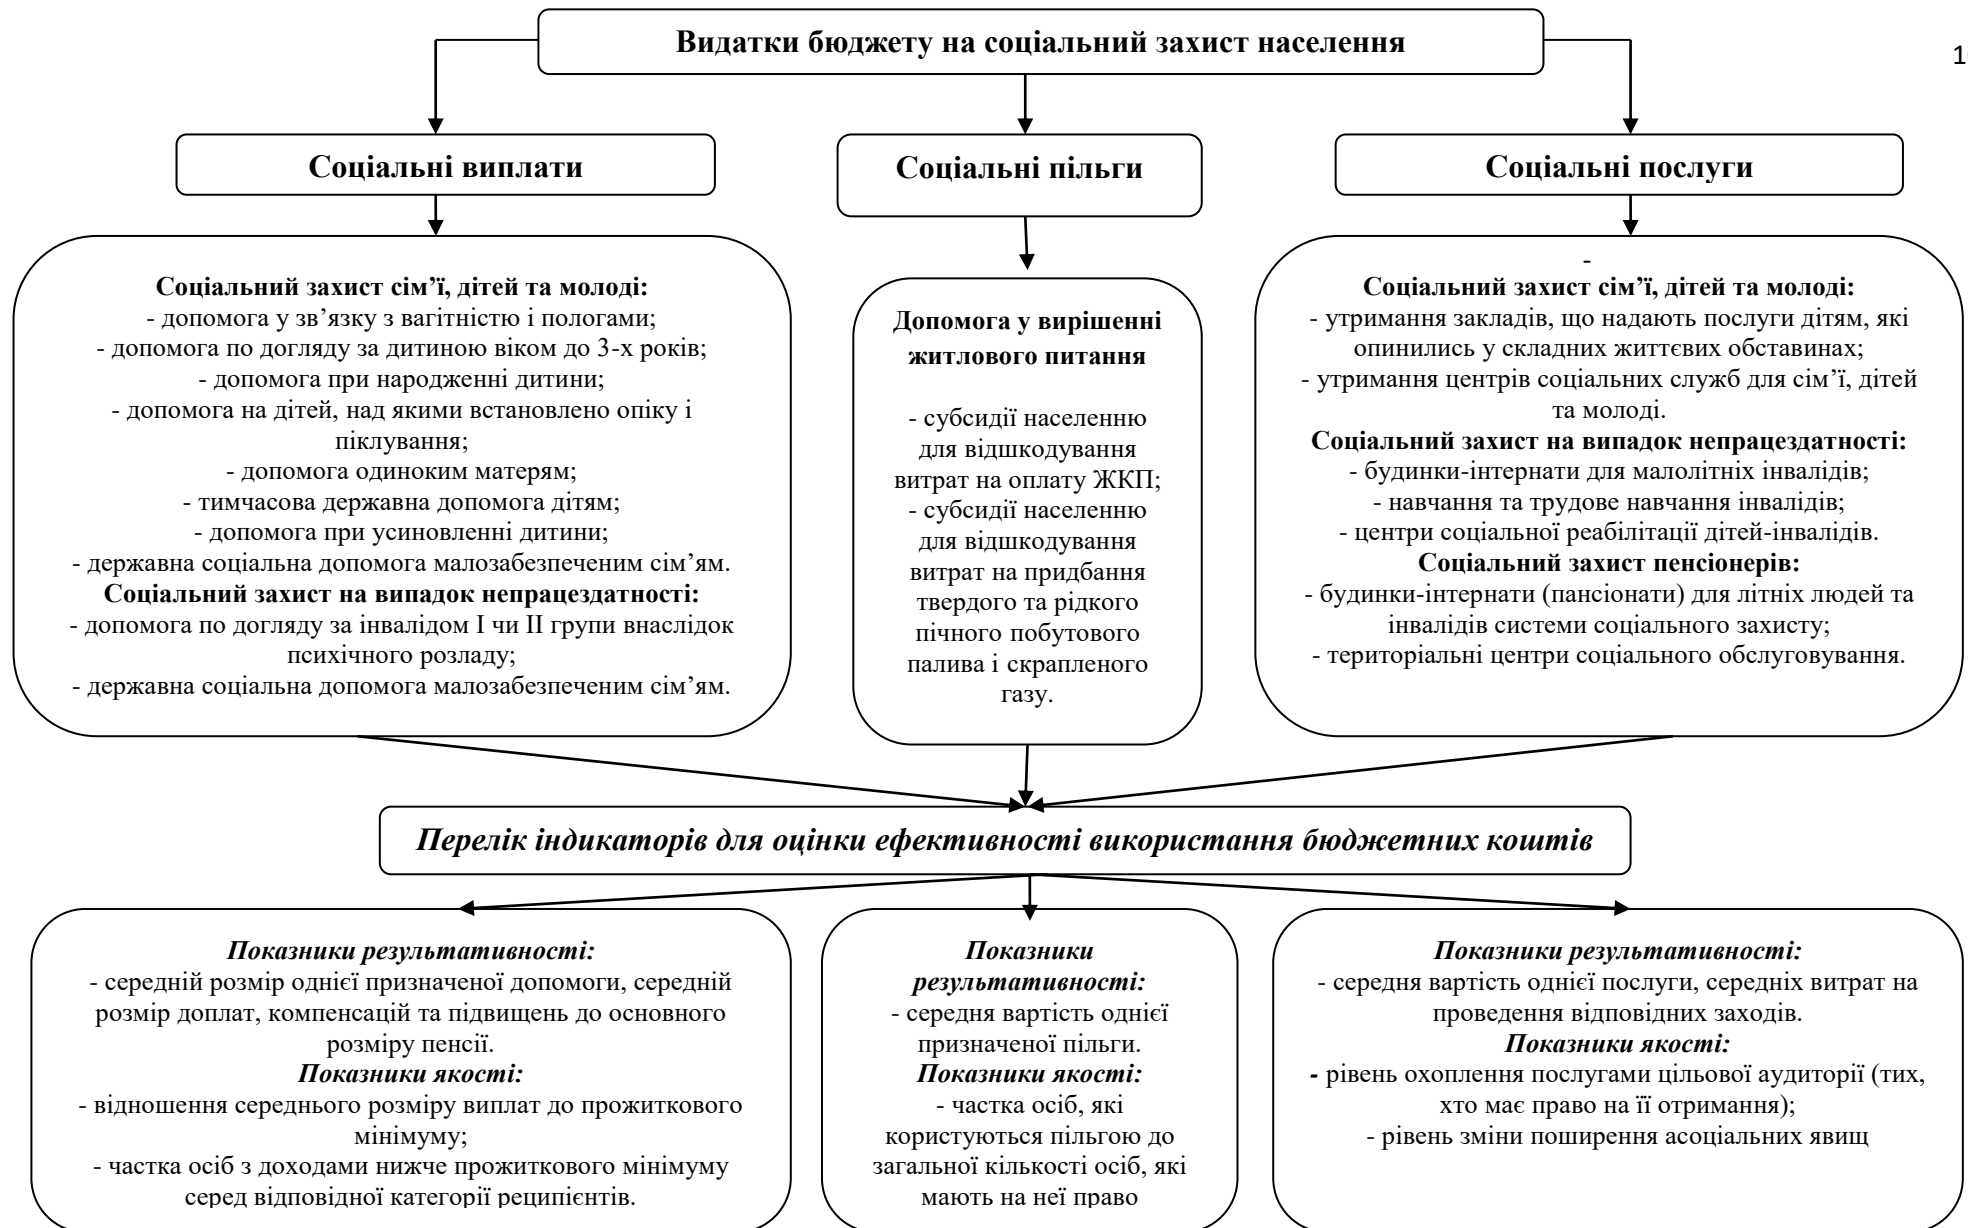 Видатки бюджету на соціальний захист населення
1
Соціальні виплати
Соціальні пільги
Соціальні послуги
Соціальний захист сім’ї, дітей та молоді:
- допомога у зв’язку з вагітністю і пологами;
- допомога по догляду за дитиною віком до 3-х років;
- допомога при народженні дитини;
- допомога на дітей, над якими встановлено опіку і
піклування;
- допомога одиноким матерям;
- тимчасова державна допомога дітям;
- допомога при усиновленні дитини;
- державна соціальна допомога малозабезпеченим сім’ям.
Соціальний захист на випадок непрацездатності:
- допомога по догляду за інвалідом I чи II групи внаслідок
психічного розладу;
- державна соціальна допомога малозабезпеченим сім’ям.
Допомога у вирішенні
житлового питання
- субсидії населенню
для відшкодування
витрат на оплату ЖКП;
- субсидії населенню
для відшкодування
витрат на придбання
твердого та рідкого
пічного побутового
палива і скрапленого
газу.
-
Соціальний захист сім’ї, дітей та молоді:
- утримання закладів, що надають послуги дітям, які
опинились у складних життєвих обставинах;
- утримання центрів соціальних служб для сім’ї, дітей
та молоді.
Соціальний захист на випадок непрацездатності:
- будинки-інтернати для малолітніх інвалідів;
- навчання та трудове навчання інвалідів;
- центри соціальної реабілітації дітей-інвалідів.
Соціальний захист пенсіонерів:
- будинки-інтернати (пансіонати) для літніх людей та
інвалідів системи соціального захисту;
- територіальні центри соціального обслуговування.
Перелік індикаторів для оцінки ефективності використання бюджетних коштів
Показники результативності:
- середній розмір однієї призначеної допомоги, середній
розмір доплат, компенсацій та підвищень до основного
розміру пенсії.
Показники якості:
- відношення середнього розміру виплат до прожиткового
мінімуму;
- частка осіб з доходами нижче прожиткового мінімуму
серед відповідної категорії реципієнтів.
Показники
результативності:
- середня вартість однієї
призначеної пільги.
Показники якості:
- частка осіб, які
користуються пільгою до
загальної кількості осіб, які
мають на неї право
Показники результативності:
- середня вартість однієї послуги, середніх витрат на
проведення відповідних заходів.
Показники якості:
- рівень охоплення послугами цільової аудиторії (тих,
хто має право на її отримання);
- рівень зміни поширення асоціальних явищ